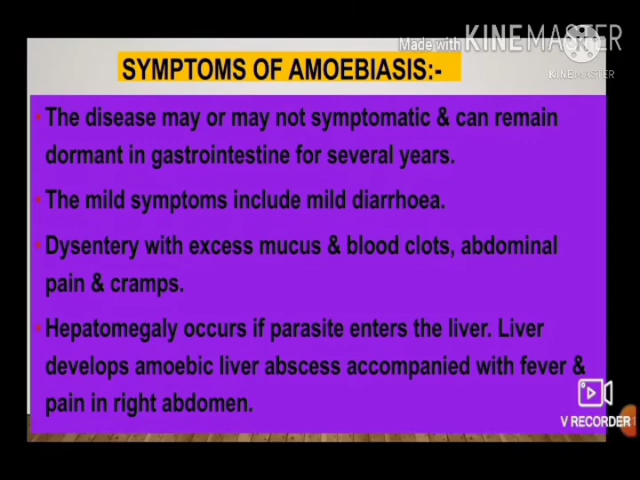 Made with KINEMASTER
KINEMASTER
SYMPTOMS OF AMOEBIASIS:-
• The disease may or may not symptomatic & can remain
dormant in gastrointestine for several years.
• The mild symptoms include mild diarrhoea.
• Dysentery with excess mucus & blood clots, abdominal
pain & cramps.
• Hepatomegaly occurs if parasite enters the liver. Liver
develops amoebic liver abscess accompanied with fever &
pain in right abdomen.
V RECORDER